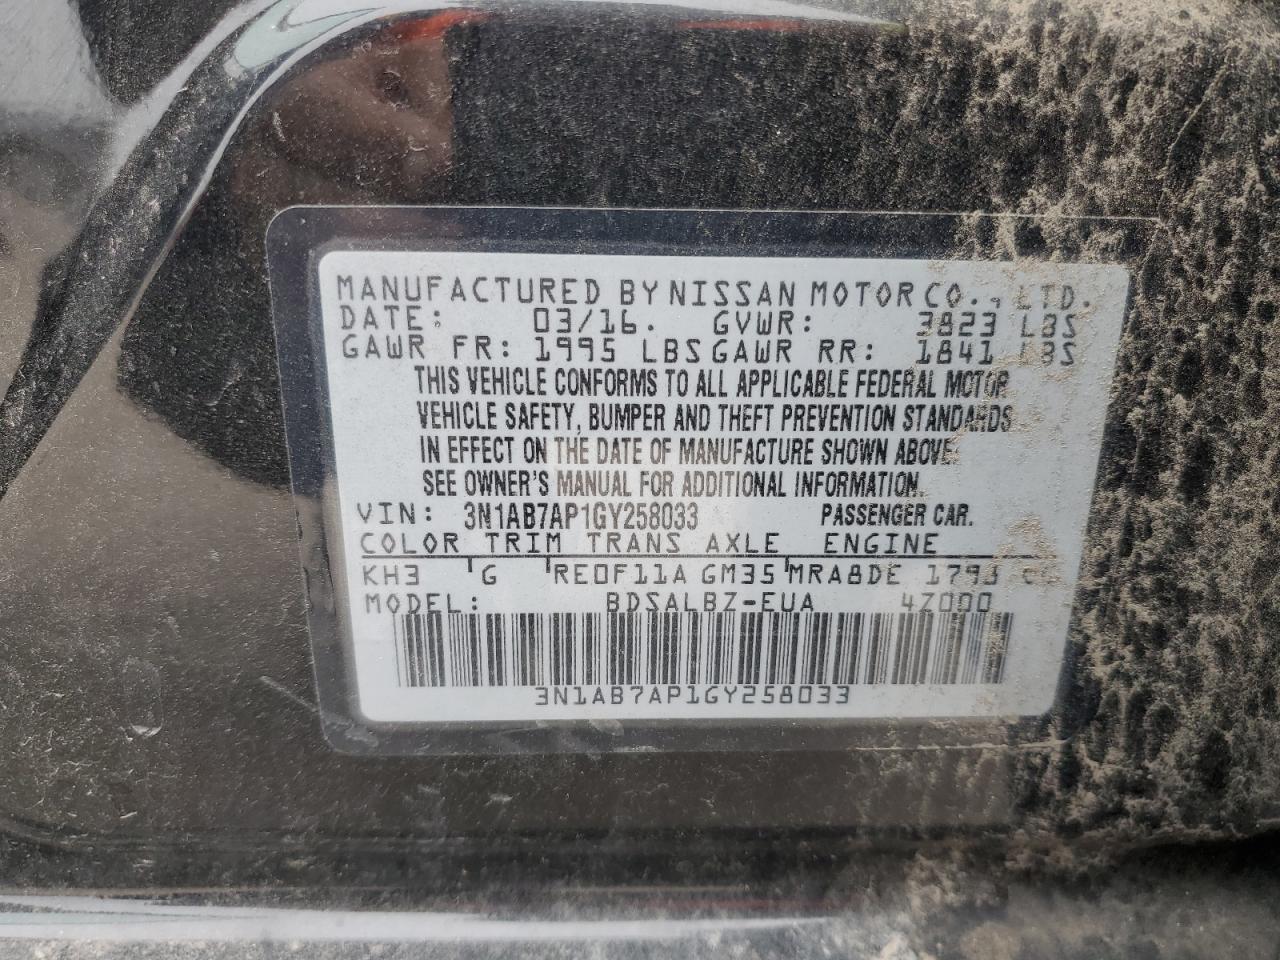 MANUFACTURED BY NISSAN MOTOR CO., LTD.
DATE: 03/16. GVWR: 3823 LBS
GAWR FR: 1995 LBS GAWR RR: 1841 LBS
THIS VEHICLE CONFORMS TO ALL APPLICABLE FEDERAL MOTOR
VEHICLE SAFETY, BUMPER AND THEFT PREVENTION STANDARDS
IN EFFECT ON THE DATE OF MANUFACTURE SHOWN ABOVE.
SEE OWNER'S MANUAL FOR ADDITIONAL INFORMATION.
VIN: 3N1AB7AP1GY258033 PASSENGER CAR.
COLOR TRIM TRANS AXLE ENGINE
KH3 G RE0F11A GM35 MRA8DE
MODEL: BDSALBZ-EUA 4Z000
3N1AB7AP1GY258033